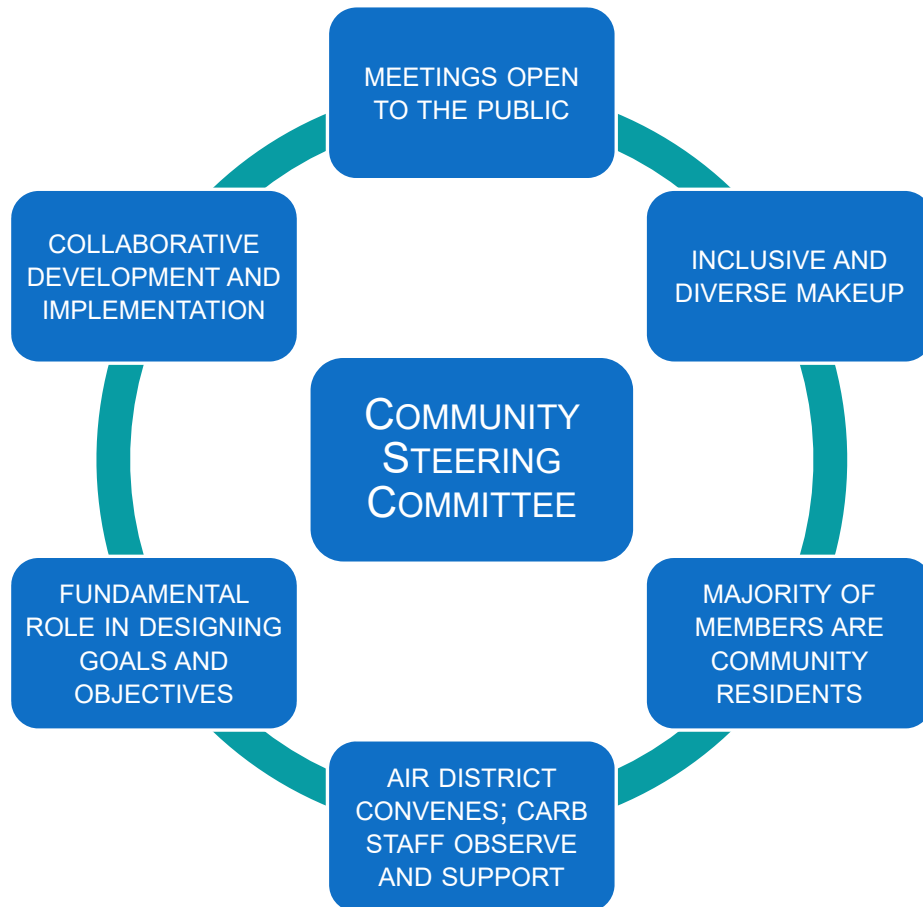 MEETINGS OPEN
TO THE PUBLIC
INCLUSIVE AND
DIVERSE MAKEUP
MAJORITY OF
MEMBERS ARE
COMMUNITY
RESIDENTS
AIR DISTRICT
CONVENES; CARB
STAFF OBSERVE
AND SUPPORT
FUNDAMENTAL
ROLE IN DESIGNING
GOALS AND
OBJECTIVES
COLLABORATIVE
DEVELOPMENT AND
IMPLEMENTATION
COMMUNITY
STEERING
COMMITTEE